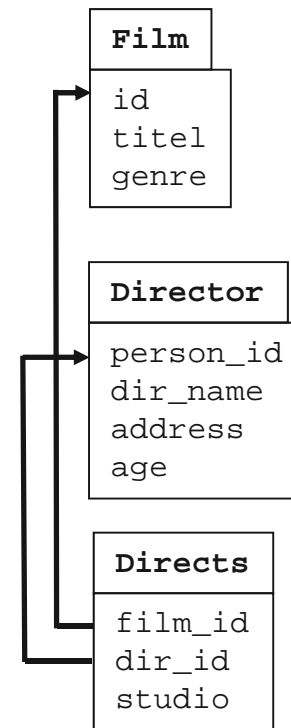 Film
id
titel
genre
Director
person_id
dir_name
address
age
Directs
film_id
dir_id
studio